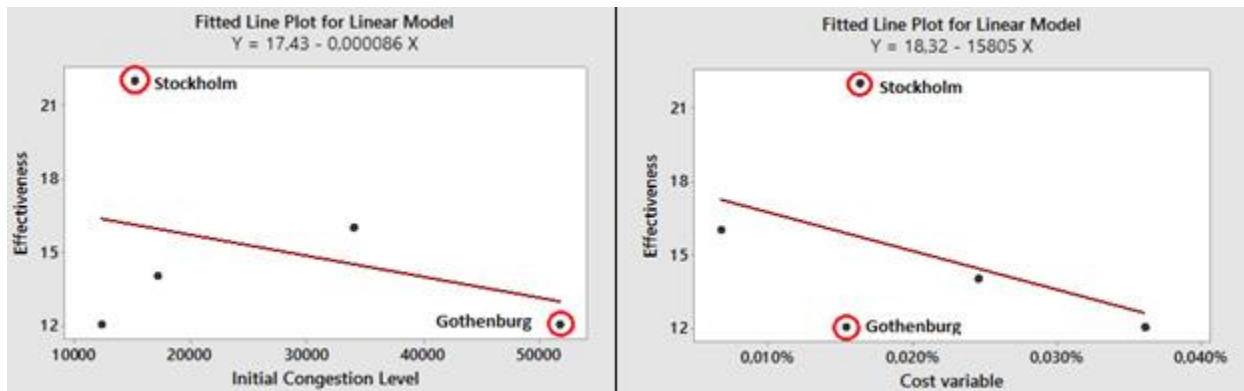 Fitted Line Plot for Linear Model
Y = 17.43 - 0,000086 X
Effectiveness
21
18
15
12
Stockholm
Gothenburg
10000 20000 30000 40000 50000
Initial Congestion Level
Fitted Line Plot for Linear Model
Y = 18,32 - 15805 X
Effectiveness
21
18
15
12
Stockholm
Gothenburg
0,010% 0,020% 0,030% 0,040%
Cost variable